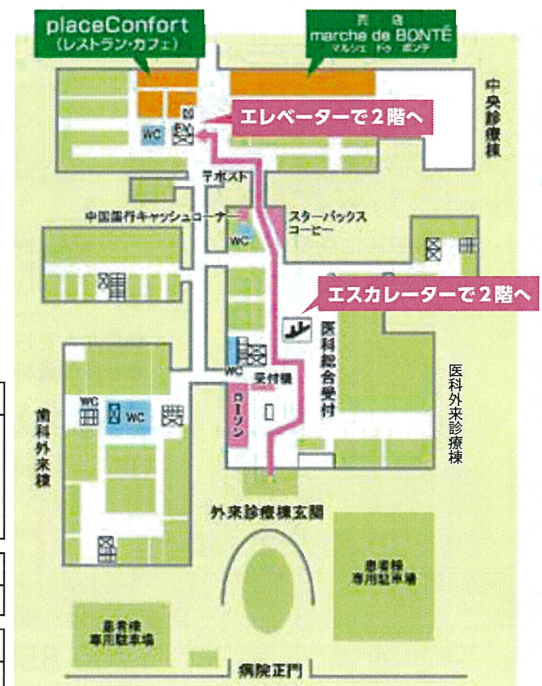 placeConfort
(レストラン・カフェ)
売店
marche de BONTÉ
マルシェ ドゥ ボンテ
中央診療棟
エレベーターで2階へ
WC
EV
〒ポスト
中国銀行キャッシュコーナー
スターバックス
コーヒー
WC
エスカレーターで2階へ
医科総合受付
WC
受付機
ローソン
医科外来診療棟
歯科外来棟
WC
WC
外来診療棟玄関
患者様
専用駐車場
患者様
専用駐車場
病院正門